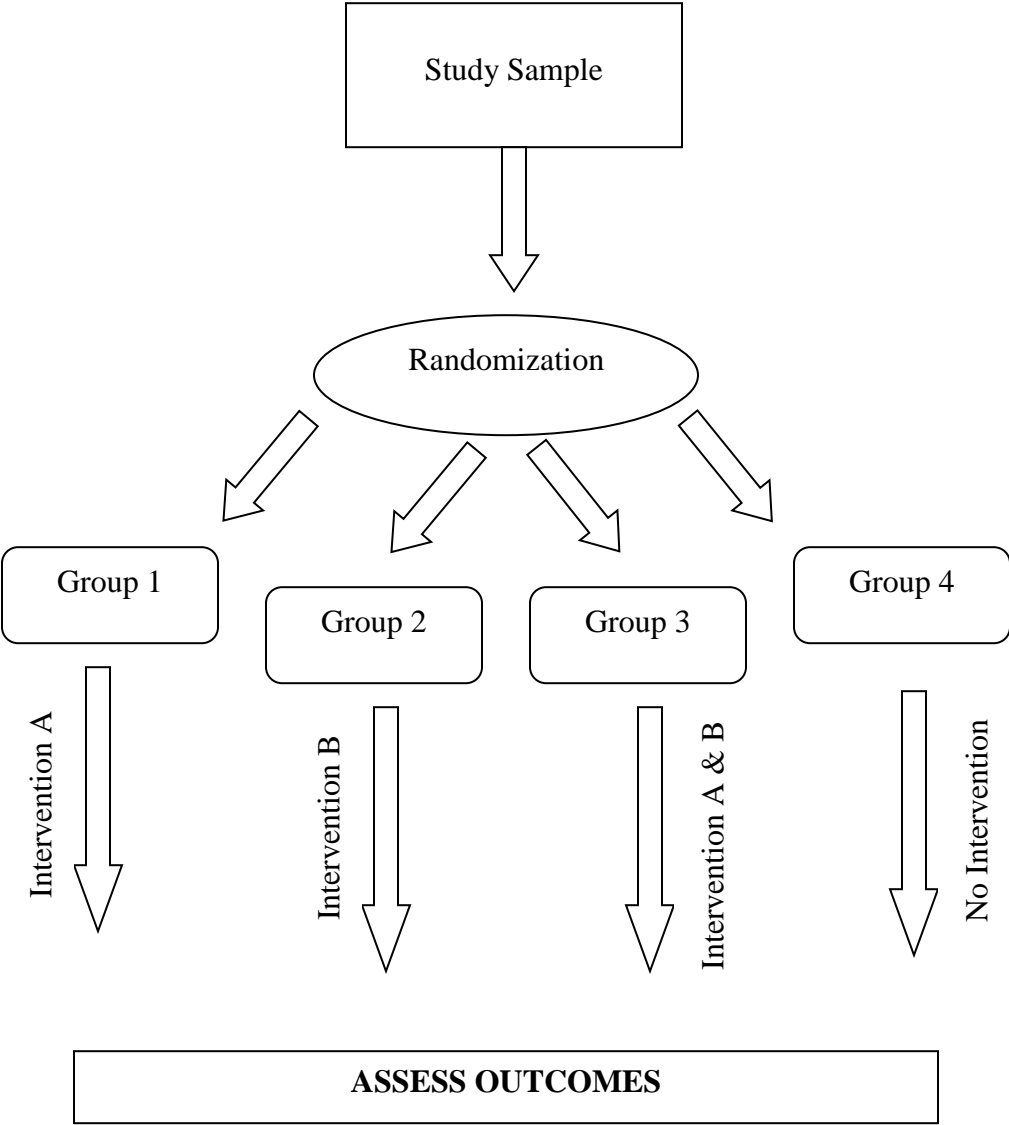 Study Sample
Randomization
Group 1
Group 2
Group 3
Group 4
Intervention A
Intervention B
Intervention A & B
No Intervention
ASSESS OUTCOMES